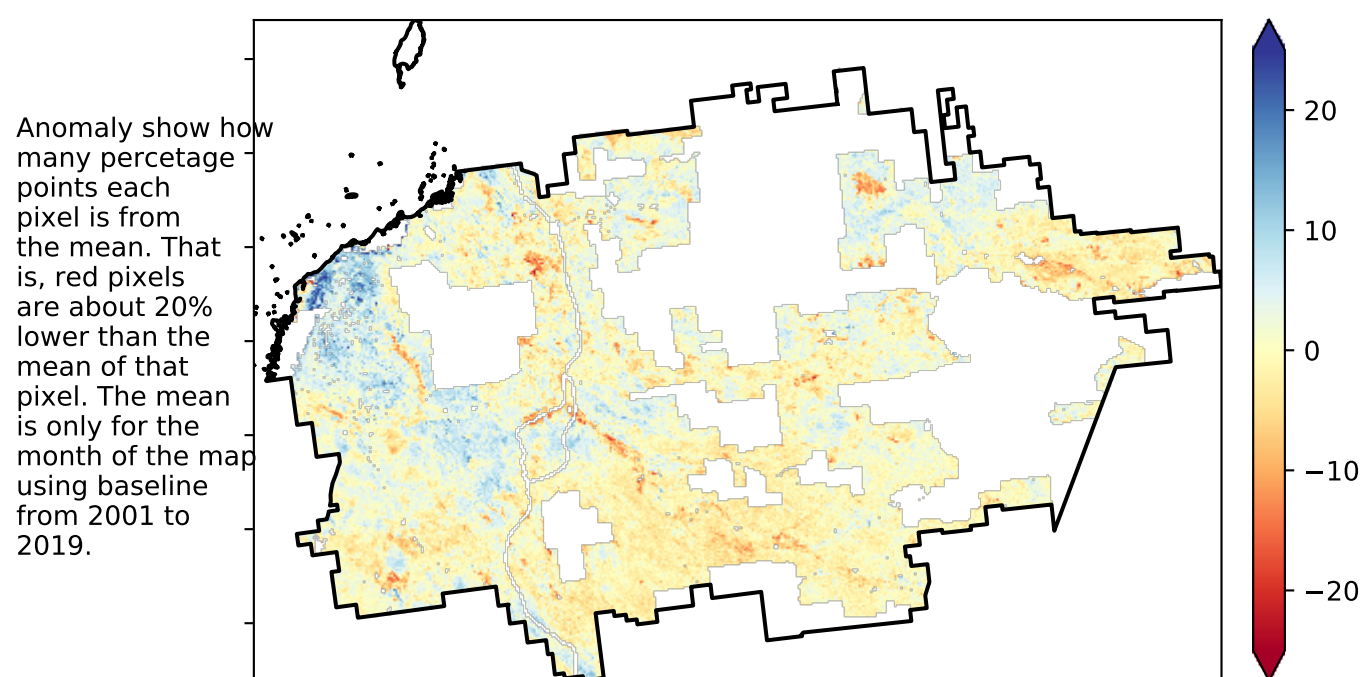 Anomaly show how
many percetage
points each
pixel is from
the mean. That
is, red pixels
are about 20%
lower than the
mean of that
pixel. The mean
is only for the
month of the map
using baseline
from 2001 to
2019.
20
10
0
−10
−20